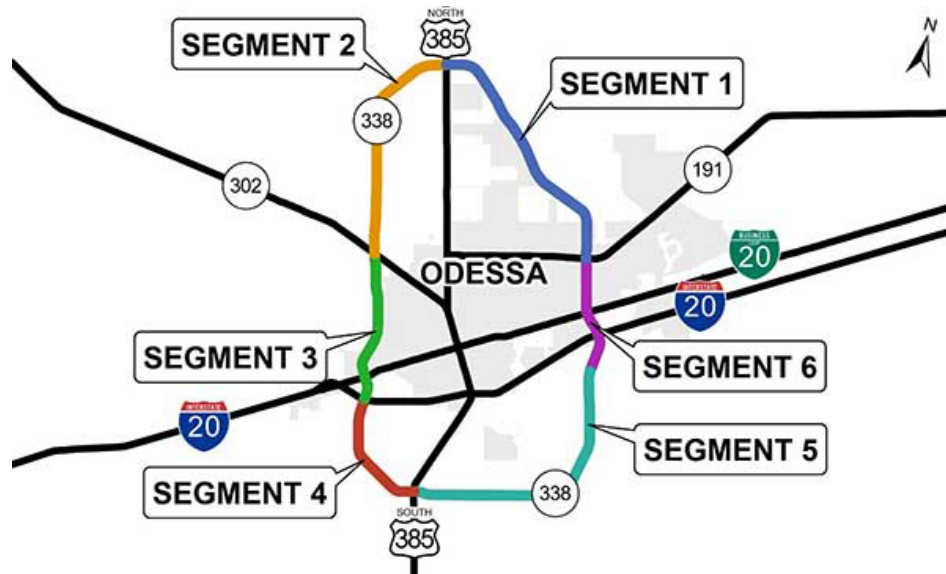 NORTH
385
N
SEGMENT 2
SEGMENT 1
338
191
302
BUSINESS
20
ODESSA
INTERSTATE
20
SEGMENT 3
SEGMENT 6
INTERSTATE
20
SEGMENT 5
SEGMENT 4
338
SOUTH
385